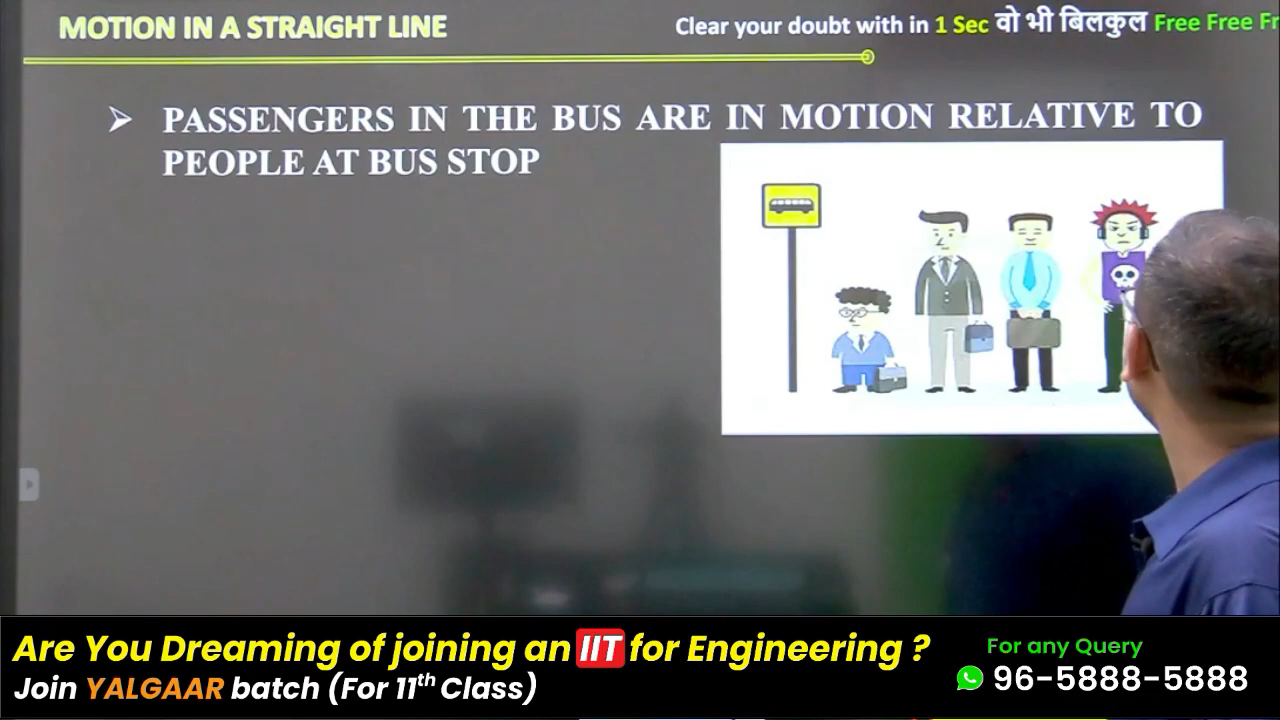 MOTION IN A STRAIGHT LINE
Clear your doubt with in 1 Sec वो भी बिलकुल Free Free Fr
➢ PASSENGERS IN THE BUS ARE IN MOTION RELATIVE TO
PEOPLE AT BUS STOP
Are You Dreaming of joining an IIT for Engineering ?
Join YALGAAR batch (For 11th Class)
For any Query
96-5888-5888